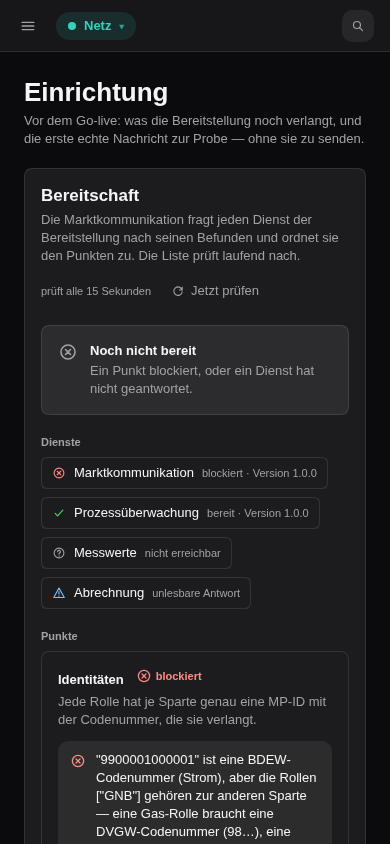 Netz
Einrichtung
Vor dem Go-live: was die Bereitstellung noch verlangt, und
die erste echte Nachricht zur Probe — ohne sie zu senden.
Bereitschaft
Die Marktkommunikation fragt jeden Dienst der
Bereitstellung nach seinen Befunden und ordnet sie
den Punkten zu. Die Liste prüft laufend nach.
prüft alle 15 Sekunden Jetzt prüfen
Noch nicht bereit
Ein Punkt blockiert, oder ein Dienst hat
nicht geantwortet.
Dienste
Marktkommunikation blockiert · Version 1.0.0
Prozessüberwachung bereit · Version 1.0.0
Messwerte nicht erreichbar
Abrechnung unlesbare Antwort
Punkte
Identitäten blockiert
Jede Rolle hat je Sparte genau eine MP-ID mit
der Codenummer, die sie verlangt.
"9900001000001" ist eine BDEW-
Codenummer (Strom), aber die Rollen
["GNB"] gehören zur anderen Sparte
— eine Gas-Rolle braucht eine
DVGW-Codenummer (98…), eine